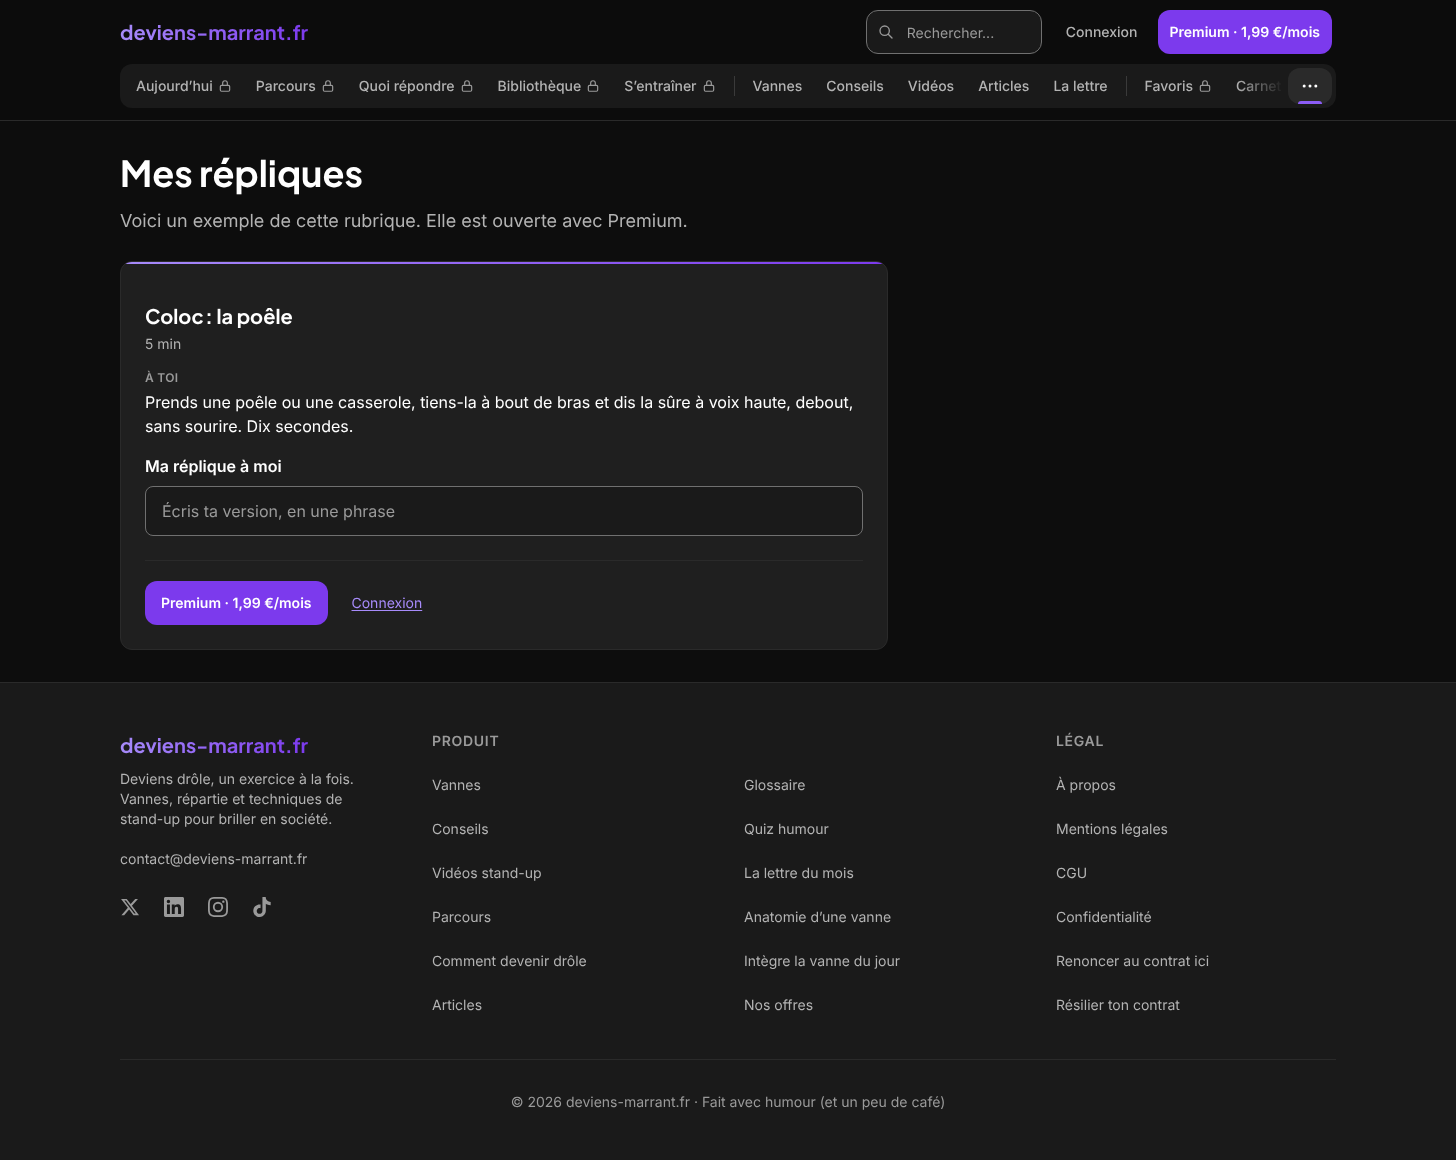 deviens-marrant.fr
Rechercher...
Connexion
Premium · 1,99 €/mois
Aujourd’hui
Parcours
Quoi répondre
Bibliothèque
S’entraîner
Vannes
Conseils
Vidéos
Articles
La lettre
Favoris
Carnet
Mes répliques
Voici un exemple de cette rubrique. Elle est ouverte avec Premium.
Coloc : la poêle
5 min
À TOI
Prends une poêle ou une casserole, tiens-la à bout de bras et dis la sûre à voix haute, debout,
sans sourire. Dix secondes.
Ma réplique à moi
Écris ta version, en une phrase
Premium · 1,99 €/mois
Connexion
deviens-marrant.fr
Deviens drôle, un exercice à la fois.
Vannes, répartie et techniques de
stand-up pour briller en société.
contact@deviens-marrant.fr
PRODUIT
Vannes
Conseils
Vidéos stand-up
Parcours
Comment devenir drôle
Articles
Glossaire
Quiz humour
La lettre du mois
Anatomie d’une vanne
Intègre la vanne du jour
Nos offres
LÉGAL
À propos
Mentions légales
CGU
Confidentialité
Renoncer au contrat ici
Résilier ton contrat
© 2026 deviens-marrant.fr · Fait avec humour (et un peu de café)